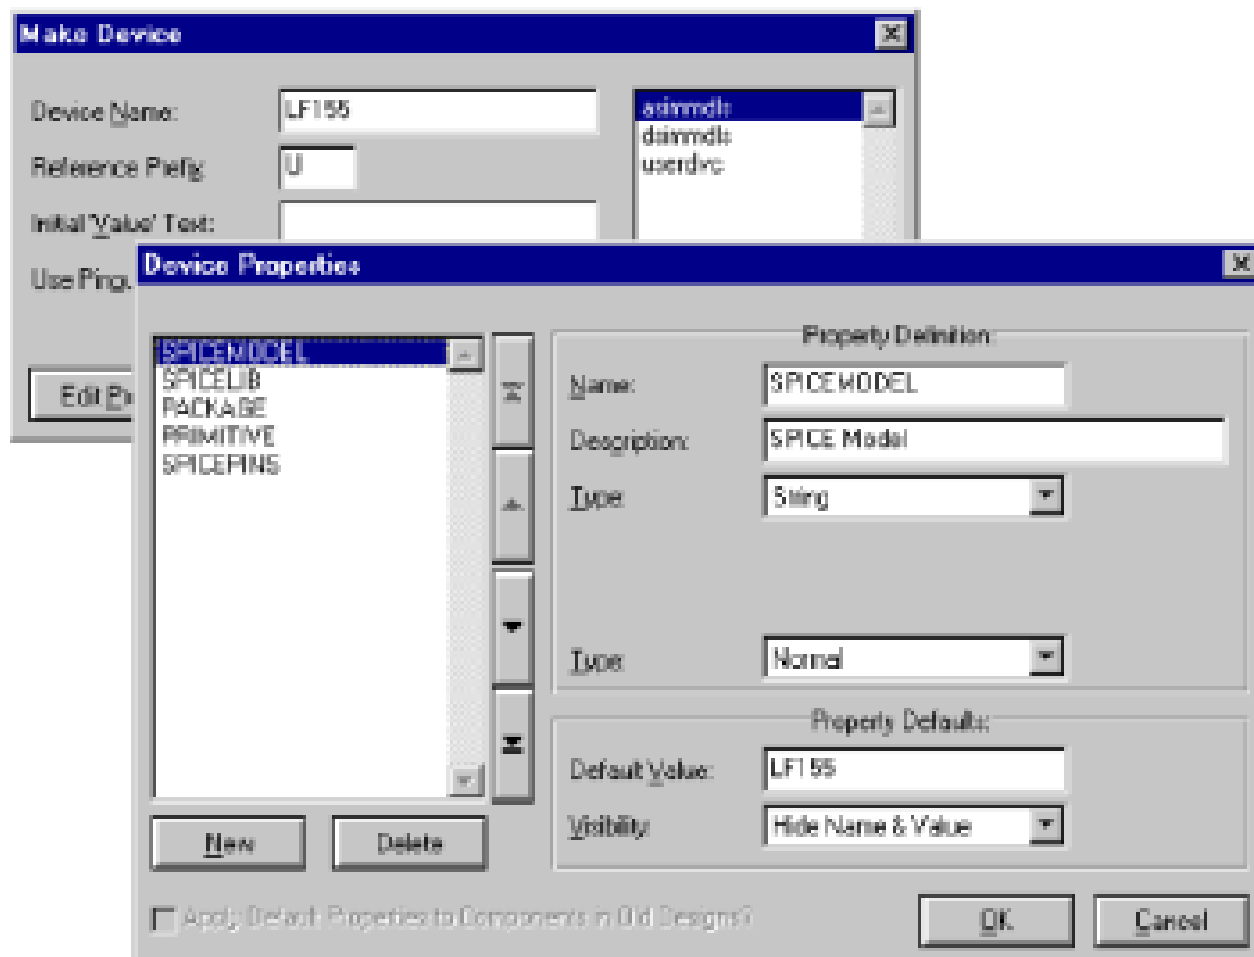 Make Device
Device Name: LF155
asimmdls
dsimmdls
userdvc
Reference Prefix U
Initial 'Value' Text:
Device Properties
SPICEMODEL
SPICELIB
PACKAGE
PRIMITIVE
SPICEPINS
Property Definition:
Name: SPICEMODEL
Description: SPICE Model
Type: String
Type: Normal
Property Defaults:
Default Value: LF155
Visibility: Hide Name & Value
New Delete
Apply Default Properties to Components in Old Designs?
OK Cancel